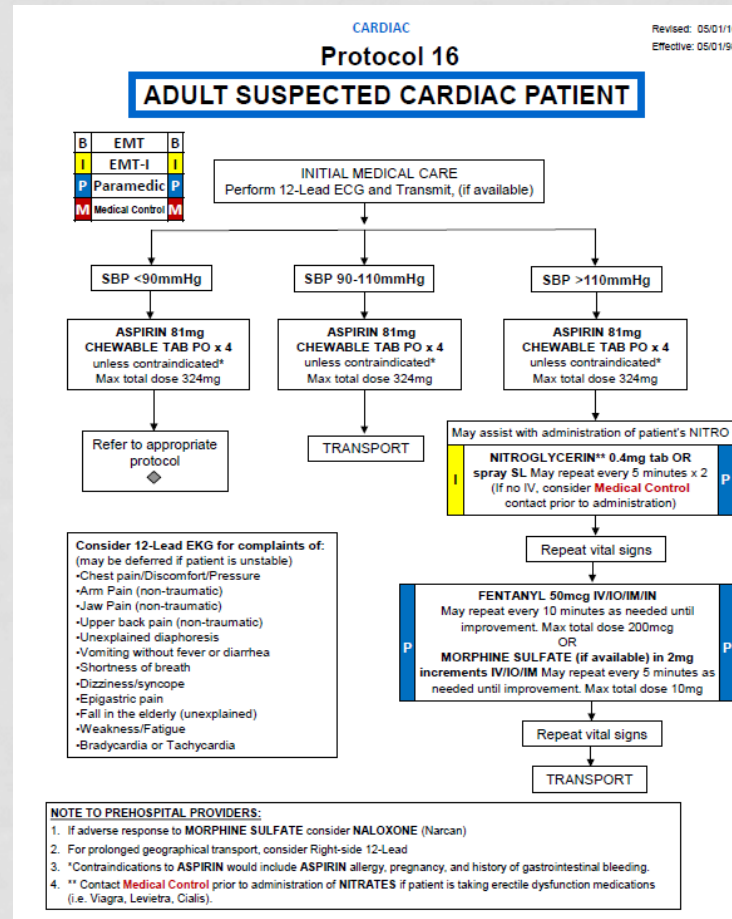 CARDIAC
Revised: 05/01/1
Effective: 05/01/9
Protocol 16
ADULT SUSPECTED CARDIAC PATIENT
B EMT B
I EMT-I I
P Paramedic P
M Medical Control M
INITIAL MEDICAL CARE
Perform 12-Lead ECG and Transmit, (if available)
SBP <90mmHg
SBP 90-110mmHg
SBP >110mmHg
ASPIRIN 81mg
CHEWABLE TAB PO x 4
unless contraindicated*
Max total dose 324mg
ASPIRIN 81mg
CHEWABLE TAB PO x 4
unless contraindicated*
Max total dose 324mg
ASPIRIN 81mg
CHEWABLE TAB PO x 4
unless contraindicated*
Max total dose 324mg
Refer to appropriate
protocol
TRANSPORT
May assist with administration of patient's NITRO
I
NITROGLYCERIN** 0.4mg tab OR
spray SL May repeat every 5 minutes x 2
(If no IV, consider Medical Control
contact prior to administration)
P
Repeat vital signs
P
FENTANYL 50mcg IV/IO/IM/IN
May repeat every 10 minutes as needed until
improvement. Max total dose 200mcg
OR
MORPHINE SULFATE (if available) in 2mg
increments IV/IO/IM May repeat every 5 minutes as
needed until improvement. Max total dose 10mg
P
Repeat vital signs
TRANSPORT
Consider 12-Lead EKG for complaints of:
(may be deferred if patient is unstable)
•Chest pain/Discomfort/Pressure
•Arm Pain (non-traumatic)
•Jaw Pain (non-traumatic)
•Upper back pain (non-traumatic)
•Unexplained diaphoresis
•Vomiting without fever or diarrhea
•Shortness of breath
•Dizziness/syncope
•Epigastric pain
•Fall in the elderly (unexplained)
•Weakness/Fatigue
•Bradycardia or Tachycardia
NOTE TO PREHOSPITAL PROVIDERS:
1. If adverse response to MORPHINE SULFATE consider NALOXONE (Narcan)
2. For prolonged geographical transport, consider Right-side 12-Lead
3. *Contraindications to ASPIRIN would include ASPIRIN allergy, pregnancy, and history of gastrointestinal bleeding.
4. ** Contact Medical Control prior to administration of NITRATES if patient is taking erectile dysfunction medications
(i.e. Viagra, Levietra, Cialis).